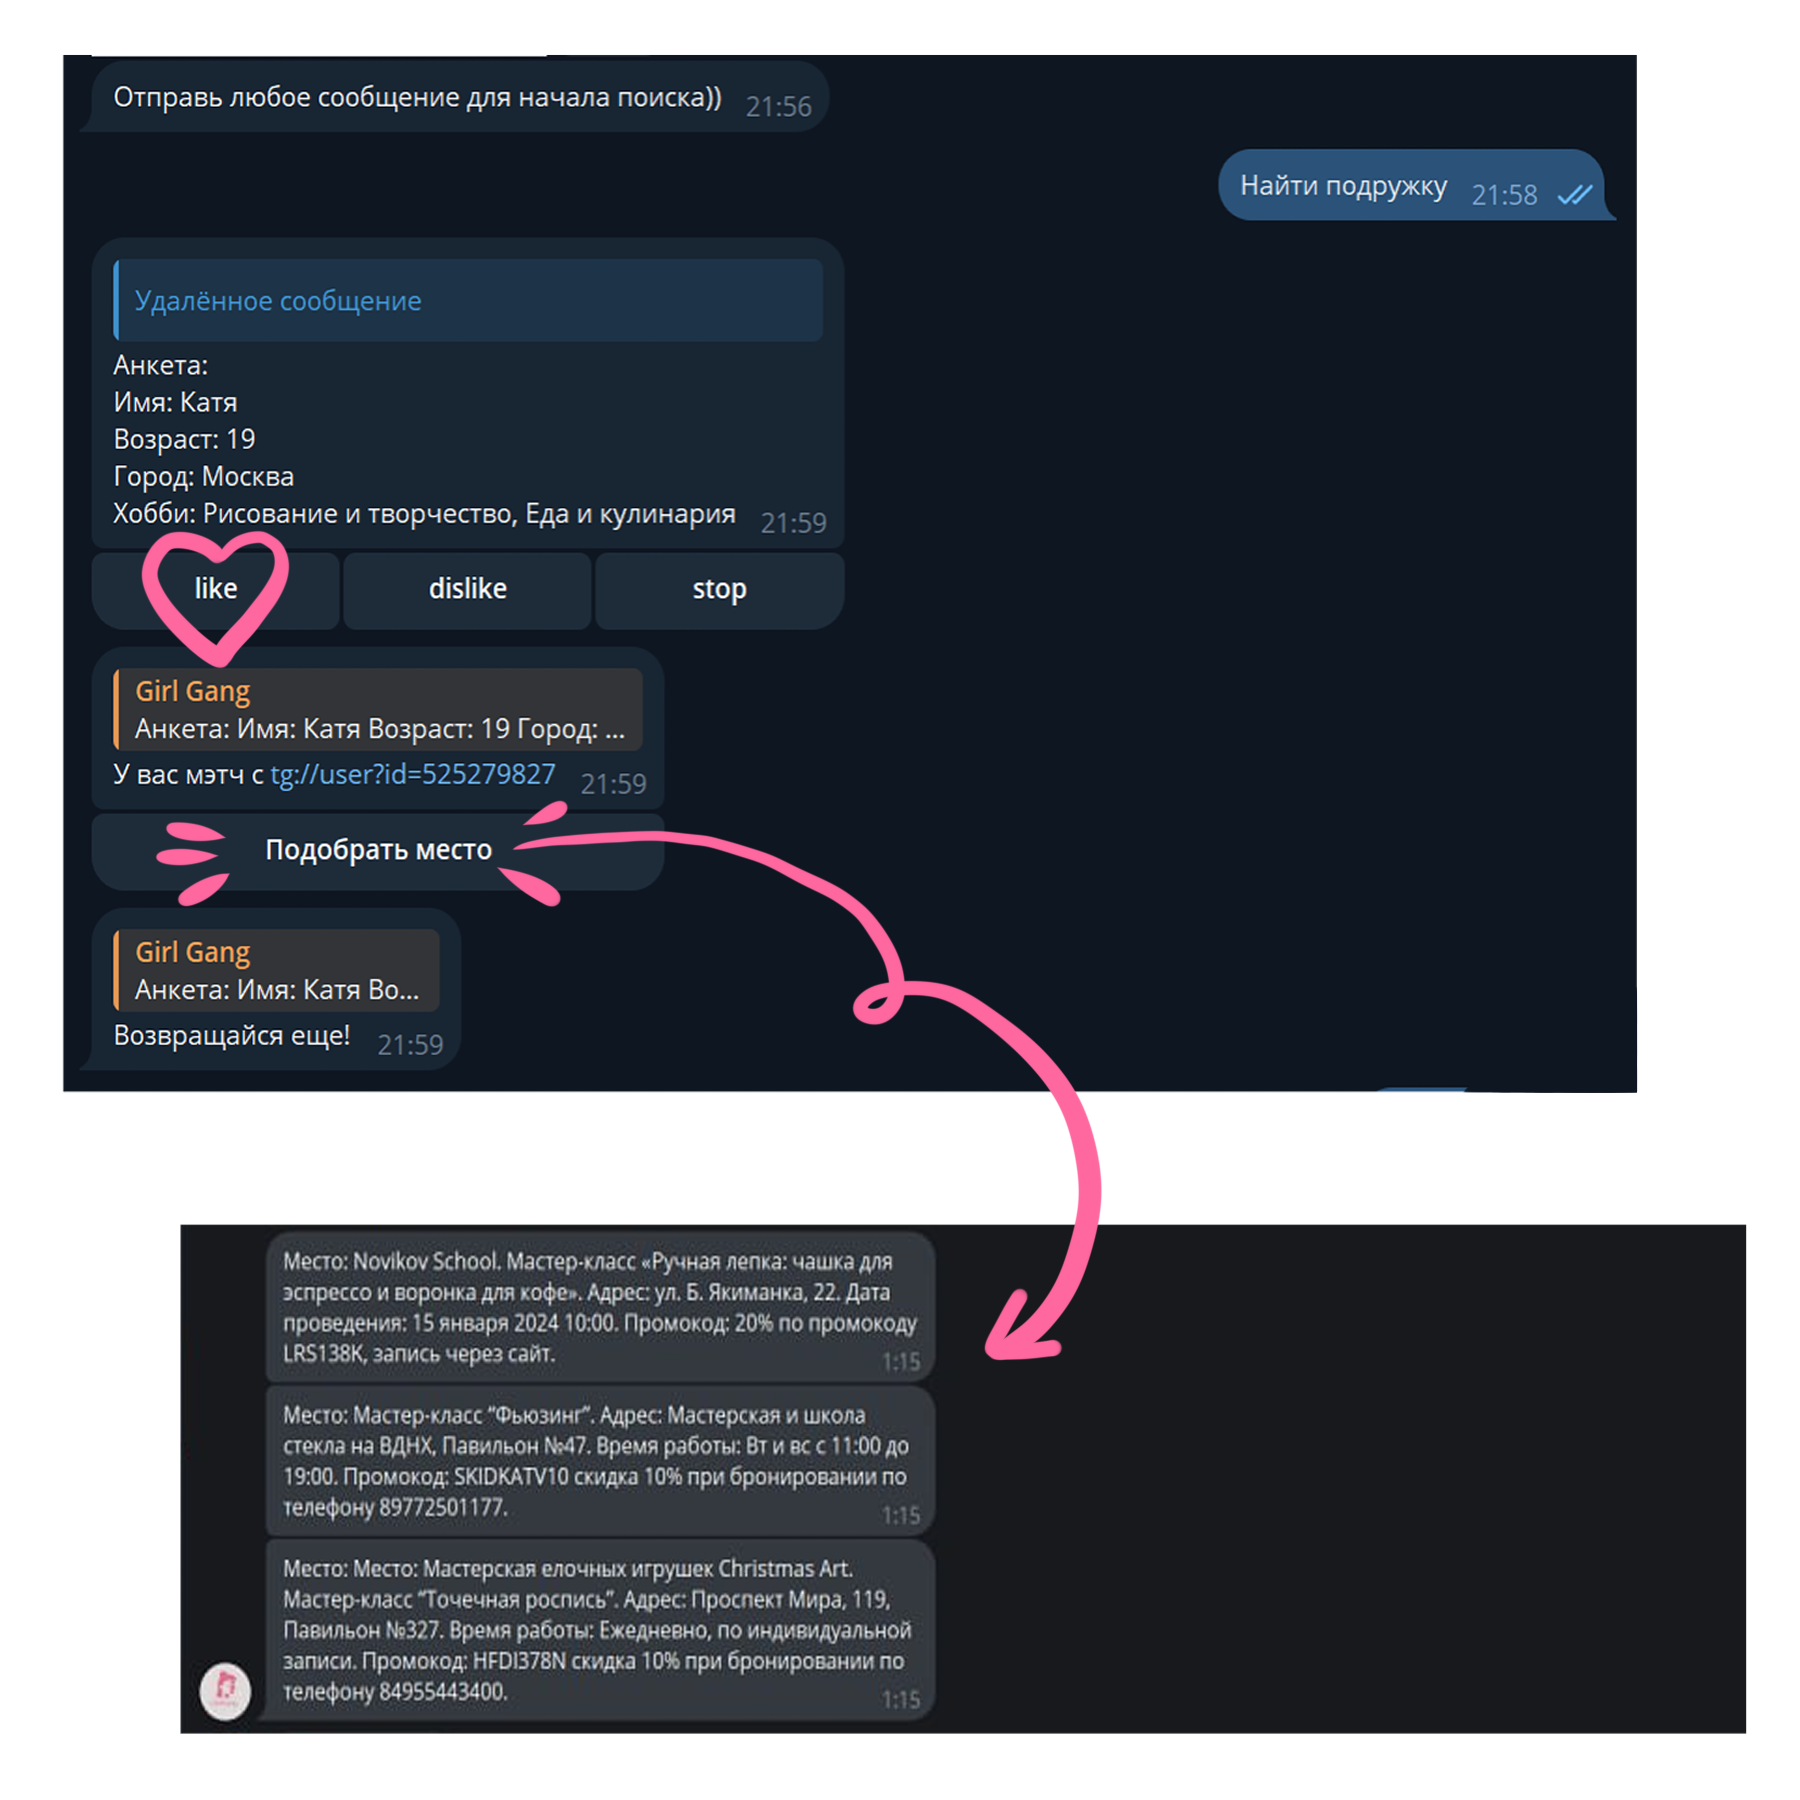 Отправь любое сообщение для начала поиска)) 21:56
Найти подружку 21:58
Удалённое сообщение
Анкета:
Имя: Катя
Возраст: 19
Город: Москва
Хобби: Рисование и творчество, Еда и кулинария 21:59
like dislike stop
Girl Gang
Анкета: Имя: Катя Возраст: 19 Город: ...
У вас мэтч с tg://user?id=525279827 21:59
Подобрать место
Girl Gang
Анкета: Имя: Катя Во...
Возвращайся еще! 21:59
Место: Novikov School. Мастер-класс «Ручная лепка: чашка для
эспрессо и воронка для кофе». Адрес: ул. Б. Якиманка, 22. Дата
проведения: 15 января 2024 10:00. Промокод: 20% по промокоду
LRS138K, запись через сайт. 1:15
Место: Мастер-класс “Фьюзинг”. Адрес: Мастерская и школа
стекла на ВДНХ, Павильон №47. Время работы: Вт и вс с 11:00 до
19:00. Промокод: SKIDKATV10 скидка 10% при бронировании по
телефону 89772501177. 1:15
Место: Место: Мастерская елочных игрушек Christmas Art.
Мастер-класс “Точечная роспись”. Адрес: Проспект Мира, 119,
Павильон №327. Время работы: Ежедневно, по индивидуальной
записи. Промокод: HFDI378N скидка 10% при бронировании по
телефону 84955443400. 1:15